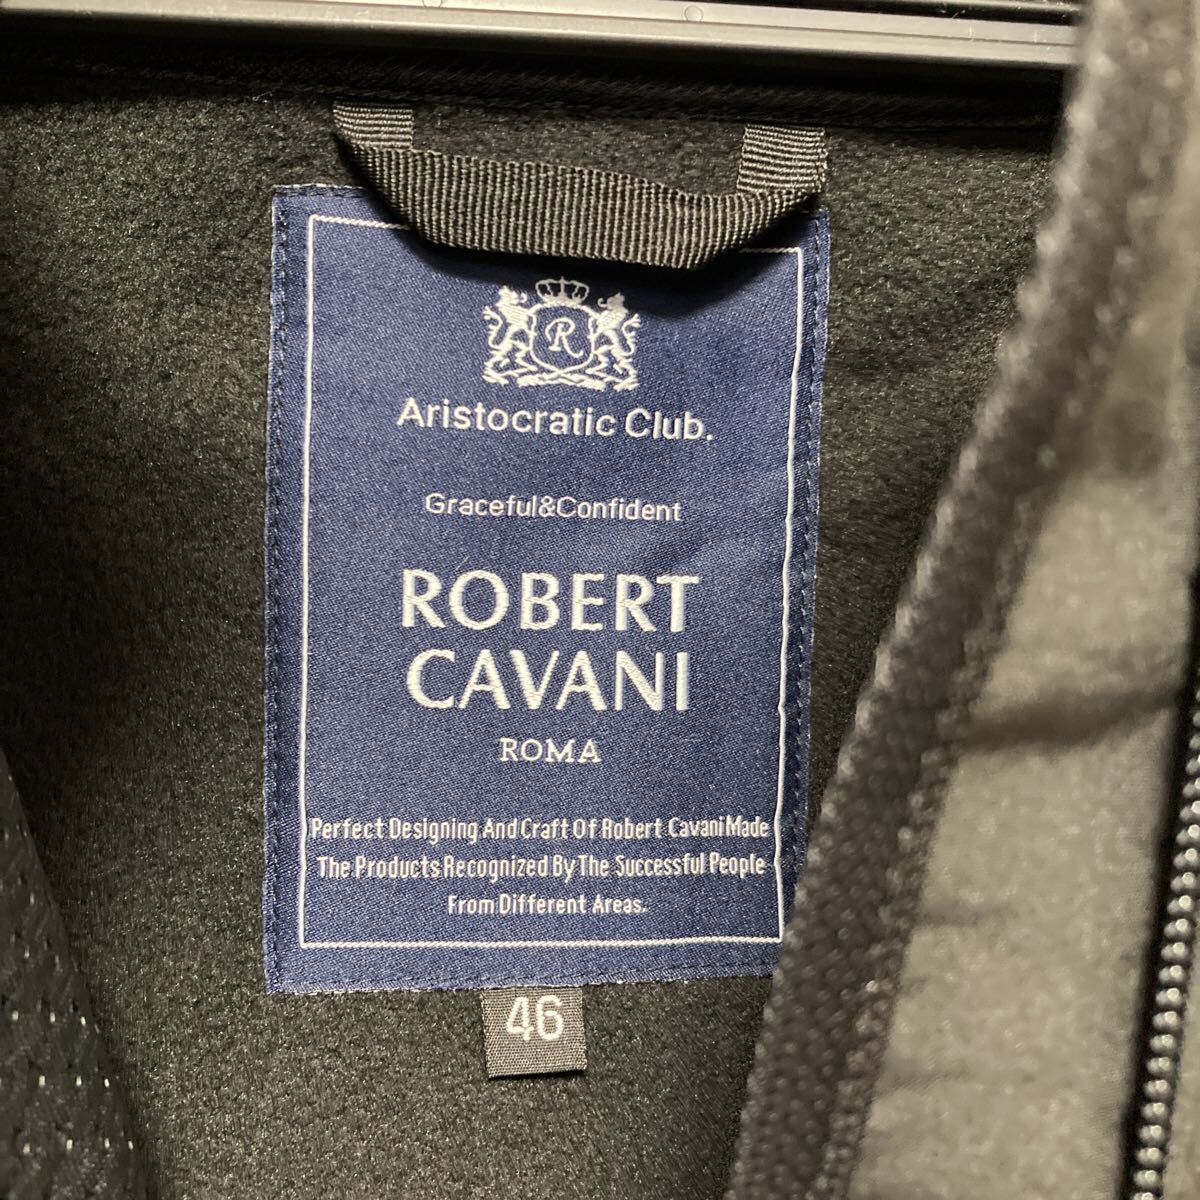 R
Aristocratic Club.
Graceful&Confident
ROBERT
CAVANI
ROMA
Perfect Designing And Craft Of Robert Cavani Made
The Products Recognized By The Successful People
From Different Areas.
46